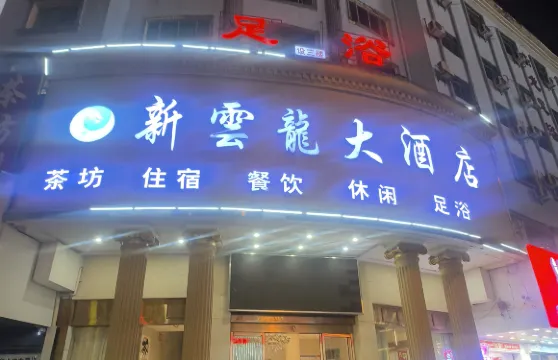 足浴
新雲龍大酒店
茶坊 住宿 餐饮 休闲 足浴